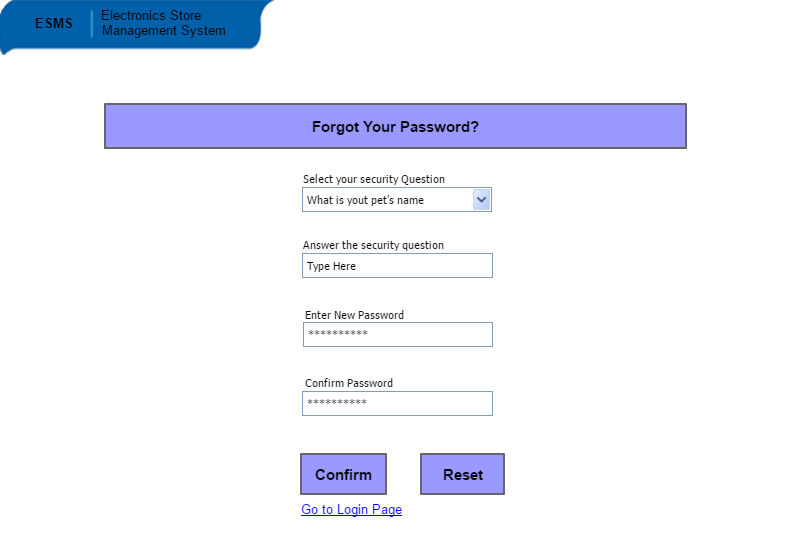 ESMS
Electronics Store
Management System
Forgot Your Password?
Select your security Question
What is yout pet's name
Answer the security question
Type Here
Enter New Password
**********
Confirm Password
**********
Confirm
Reset
Go to Login Page